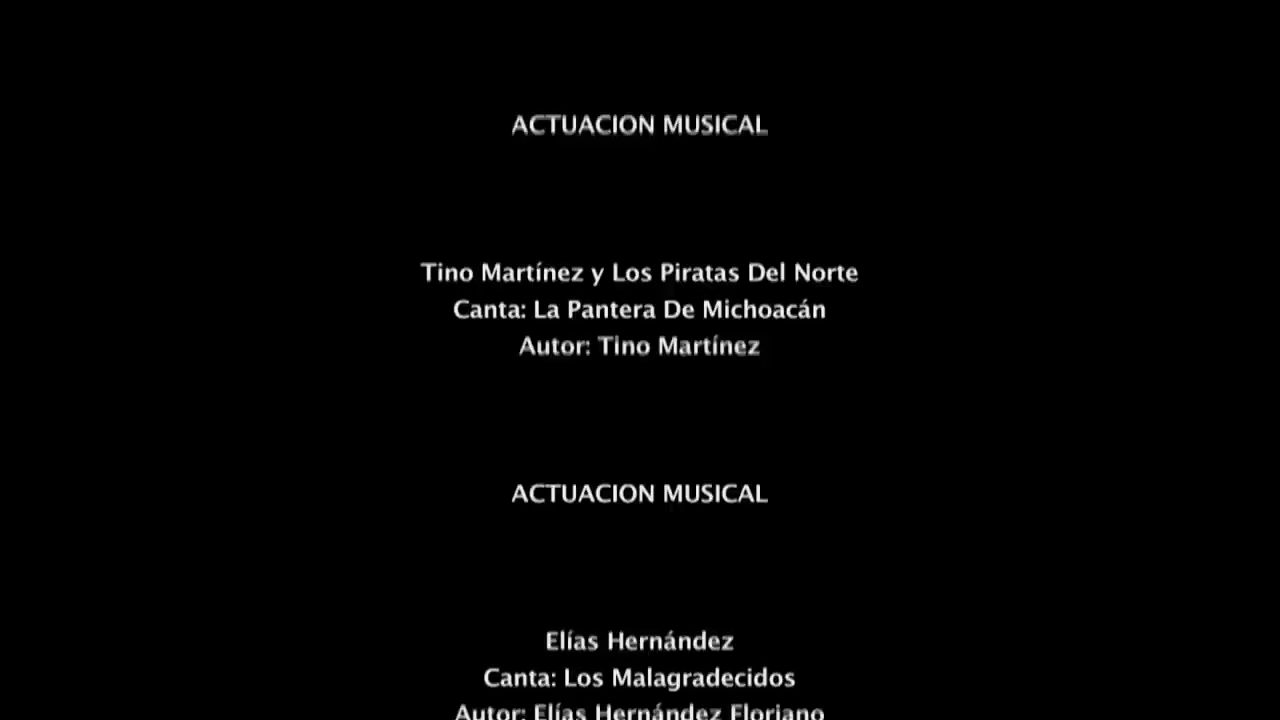 ACTUACION MUSICAL
Tino Martínez y Los Piratas Del Norte
Canta: La Pantera De Michoacán
Autor: Tino Martínez
ACTUACION MUSICAL
Elías Hernández
Canta: Los Malagradecidos
Autor: Elías Hernández Floriano